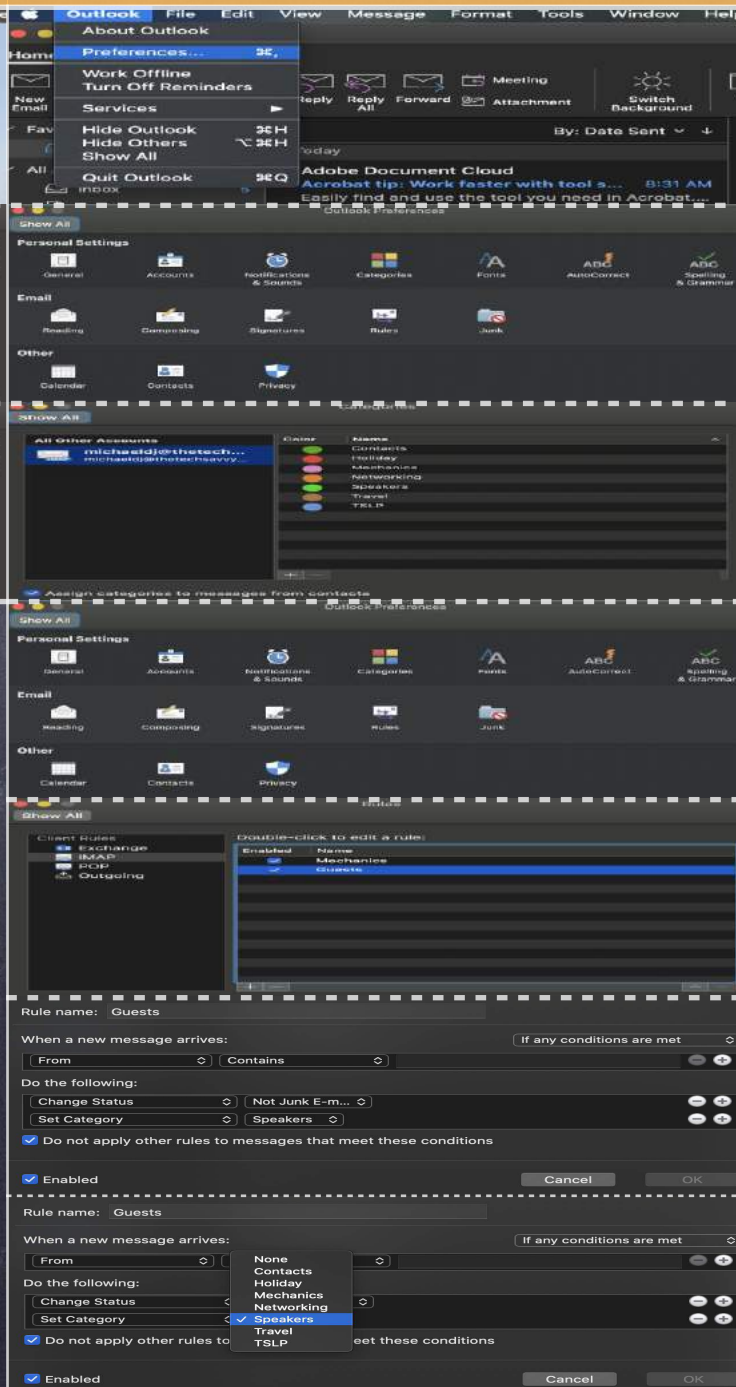 Outlook File Edit View Message Format Tools Window Help
About Outlook
Preferences... ⌘,
Work Offline
Turn Off Reminders
Services
Hide Outlook ⌘H
Hide Others ⌥⌘H
Show All
Quit Outlook ⌘Q
Home
New Email
Reply
Reply All
Forward
Meeting
Attachment
Switch Background
Fav
All
Inbox 5
By: Date Sent
Today
Adobe Document Cloud
Acrobat tip: Work faster with tool s... 8:31 AM
Easily find and use the tool you need in Acrobat....
Outlook Preferences
Show All
Personal Settings
General Accounts Notifications & Sounds Categories Fonts AutoCorrect Spelling & Grammar
Email
Reading Composing Signatures Rules Junk
Other
Calendar Contacts Privacy
Categories
Show All
All Other Accounts
michaeldj@thetech...
michaeldj@thetechsavvy...
Color Name
Contacts
Holiday
Mechanics
Networking
Speakers
Travel
TSLP
Assign categories to messages from contacts
Outlook Preferences
Show All
Personal Settings
General Accounts Notifications & Sounds Categories Fonts AutoCorrect Spelling & Grammar
Email
Reading Composing Signatures Rules Junk
Other
Calendar Contacts Privacy
Rules
Show All
Client Rules
Exchange
IMAP
POP
Outgoing
Double-click to edit a rule:
Enabled Name
Mechanics
Guests
Rule name: Guests
When a new message arrives: If any conditions are met
From Contains
Do the following:
Change Status Not Junk E-m...
Set Category Speakers
Do not apply other rules to messages that meet these conditions
Enabled Cancel OK
Rule name: Guests
When a new message arrives: If any conditions are met
From
None
Contacts
Holiday
Mechanics
Networking
Speakers
Travel
TSLP
Do the following:
Change Status
Set Category
Do not apply other rules to eet these conditions
Enabled Cancel OK